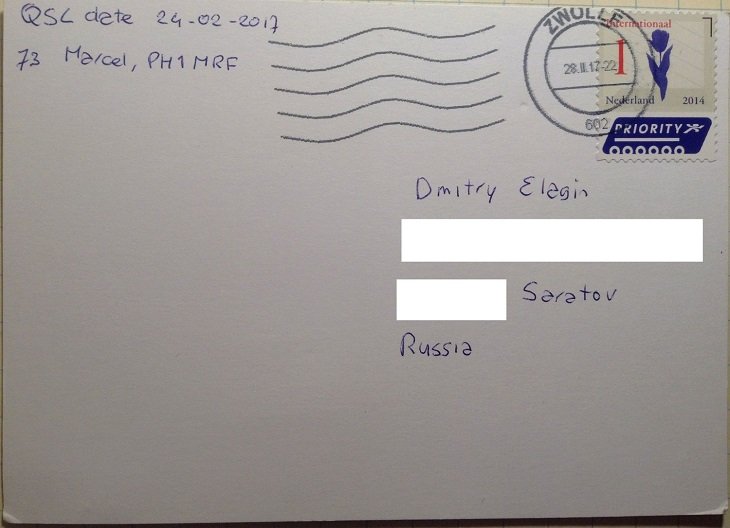 QSL date 24-02-2017
73 Marcel, PH1MRF
ZWOLLE
28.II.17-22
602
Internationaal
1
Nederland 2014
PRIORITY
Dmitry Elagin
Saratov
Russia